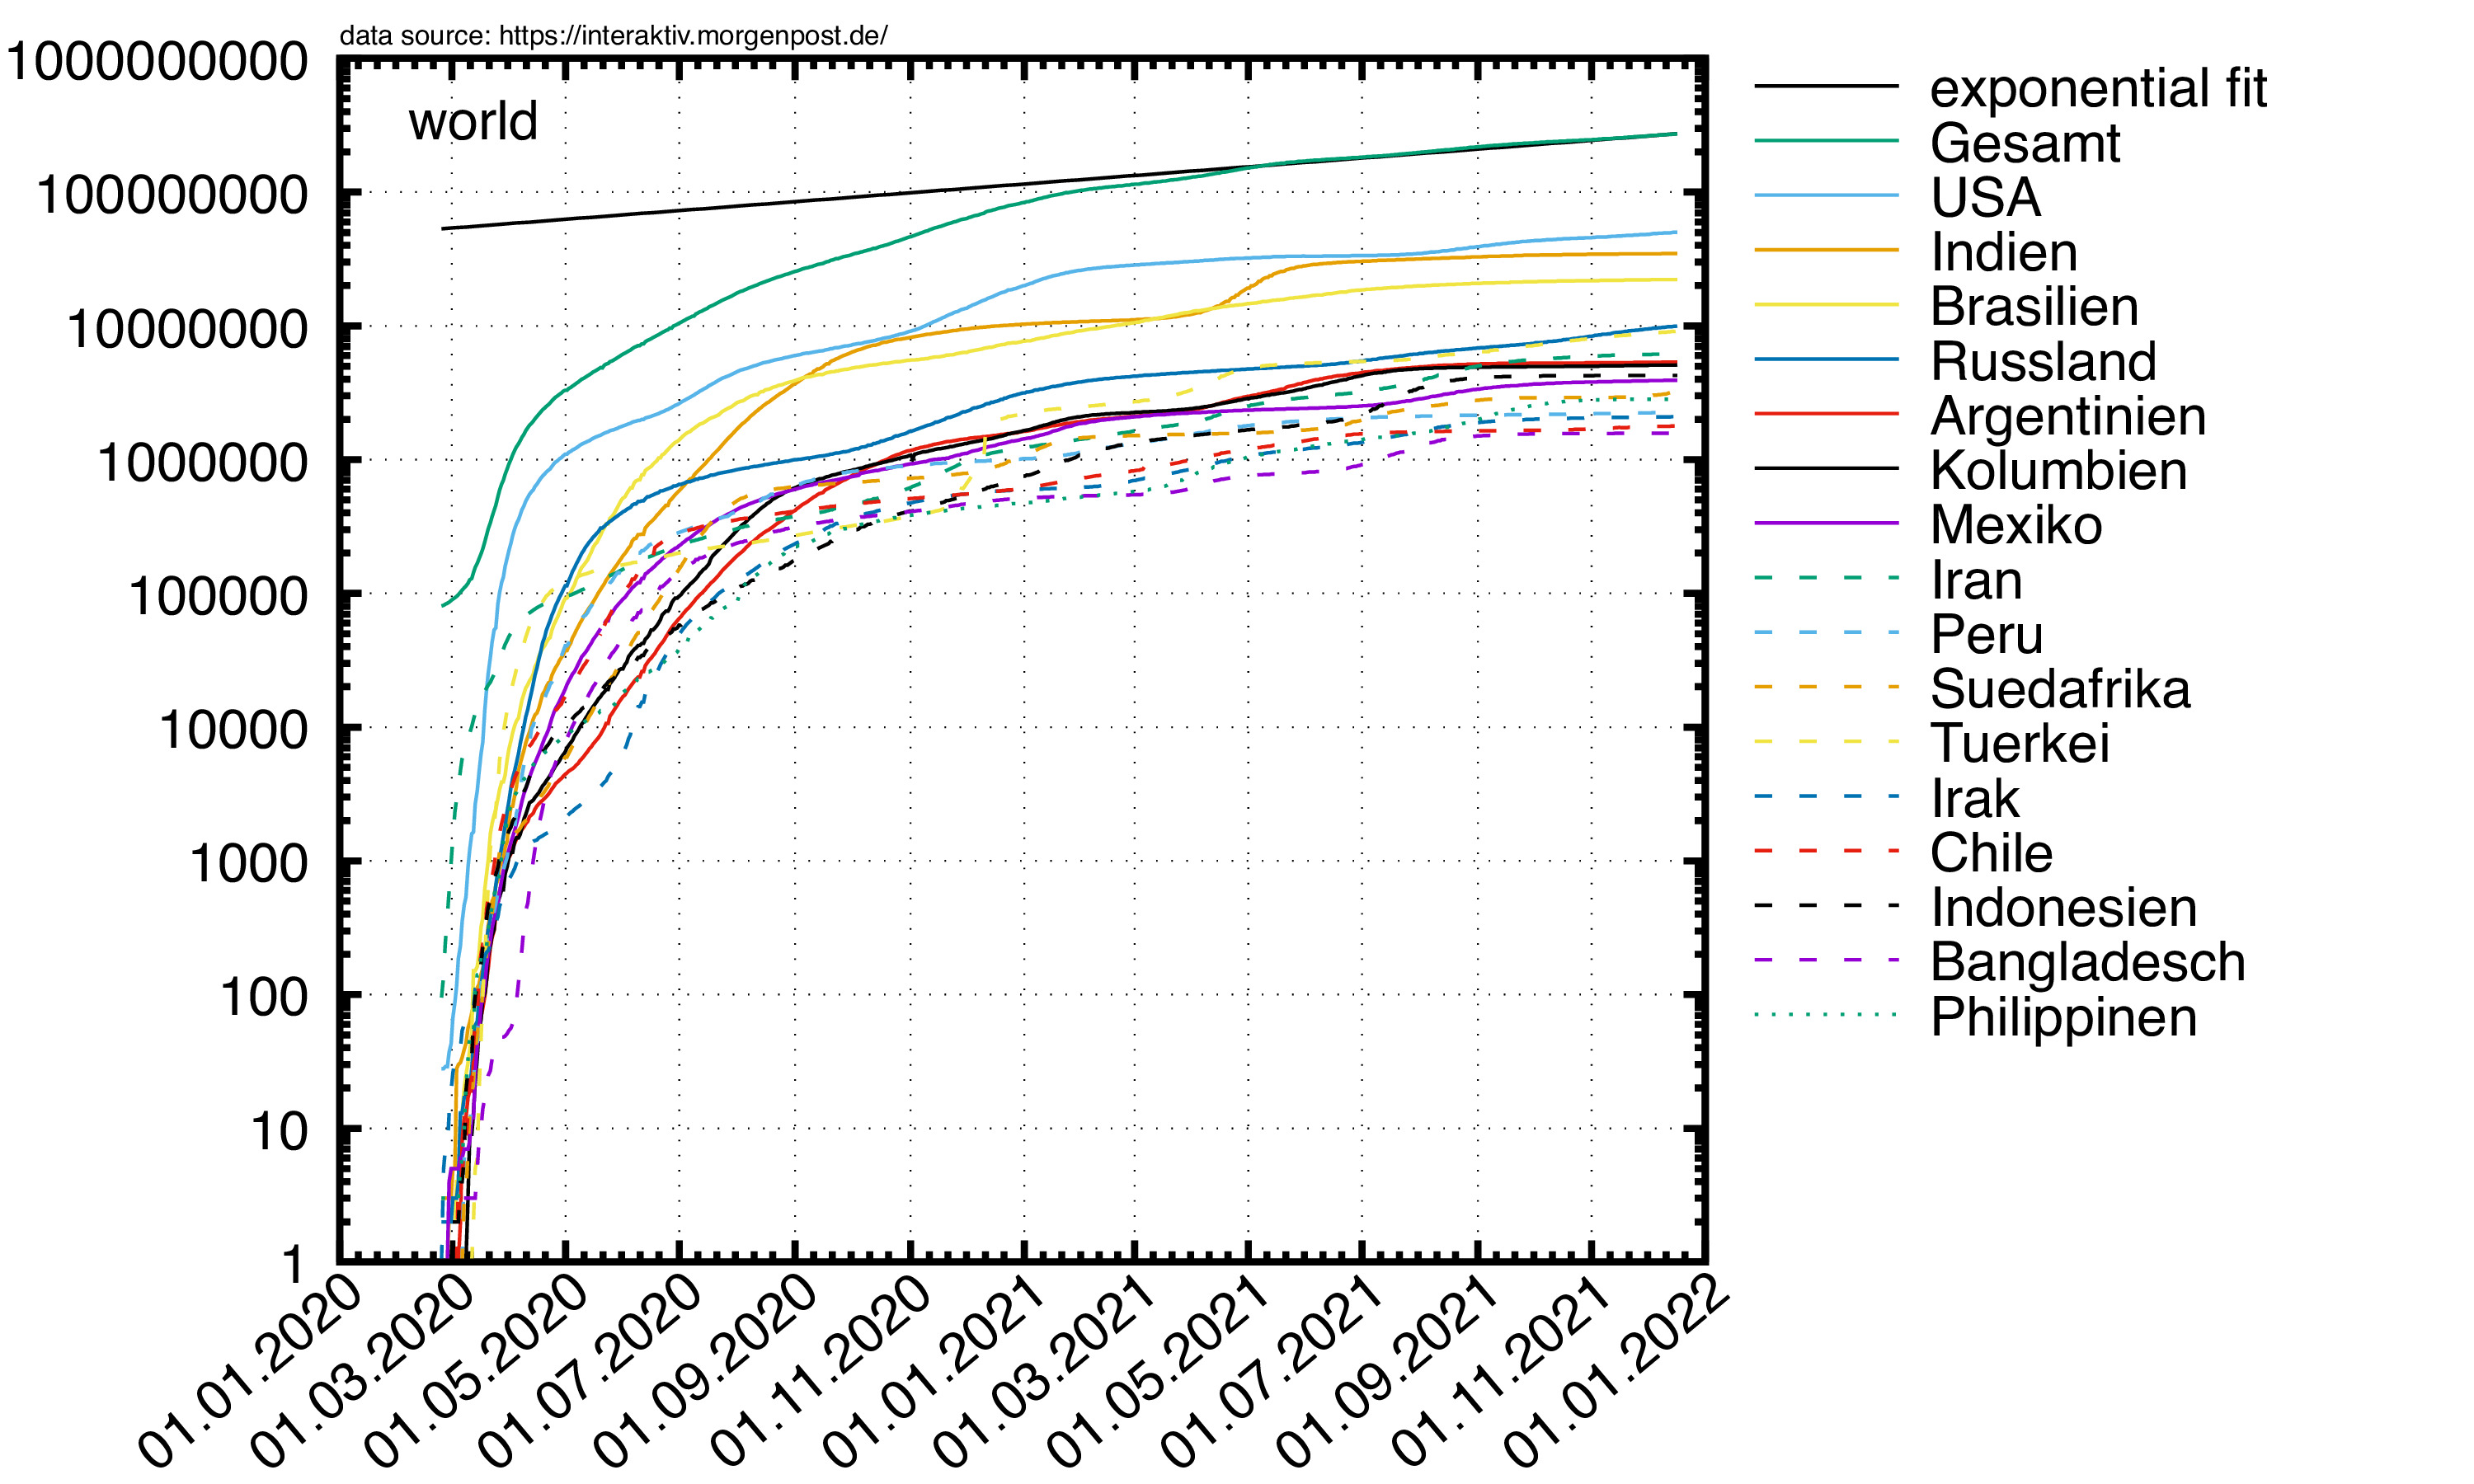 data source: https://interaktiv.morgenpost.de/
1000000000
100000000
10000000
1000000
100000
10000
1000
100
10
1
world
01.01.2020
01.03.2020
01.05.2020
01.07.2020
01.09.2020
01.11.2020
01.01.2021
01.03.2021
01.05.2021
01.07.2021
01.09.2021
01.11.2021
01.01.2022
exponential fit
Gesamt
USA
Indien
Brasilien
Russland
Argentinien
Kolumbien
Mexiko
Iran
Peru
Suedafrika
Tuerkei
Irak
Chile
Indonesien
Bangladesch
Philippinen